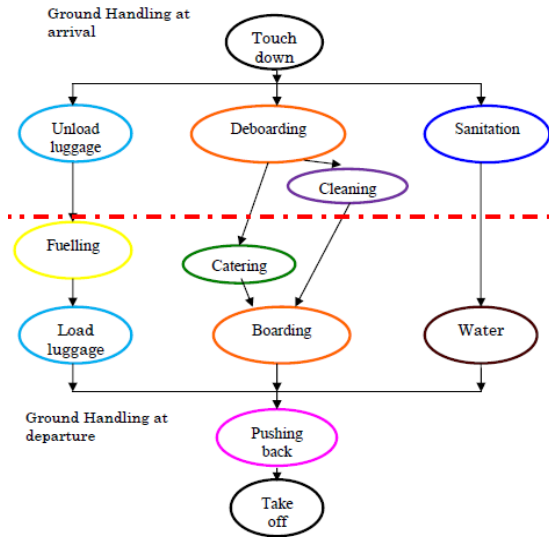 Ground Handling at
arrival
Touch
down
Unload
luggage
Deboarding
Sanitation
Cleaning
Fuelling
Catering
Load
luggage
Boarding
Water
Ground Handling at
departure
Pushing
back
Take
off